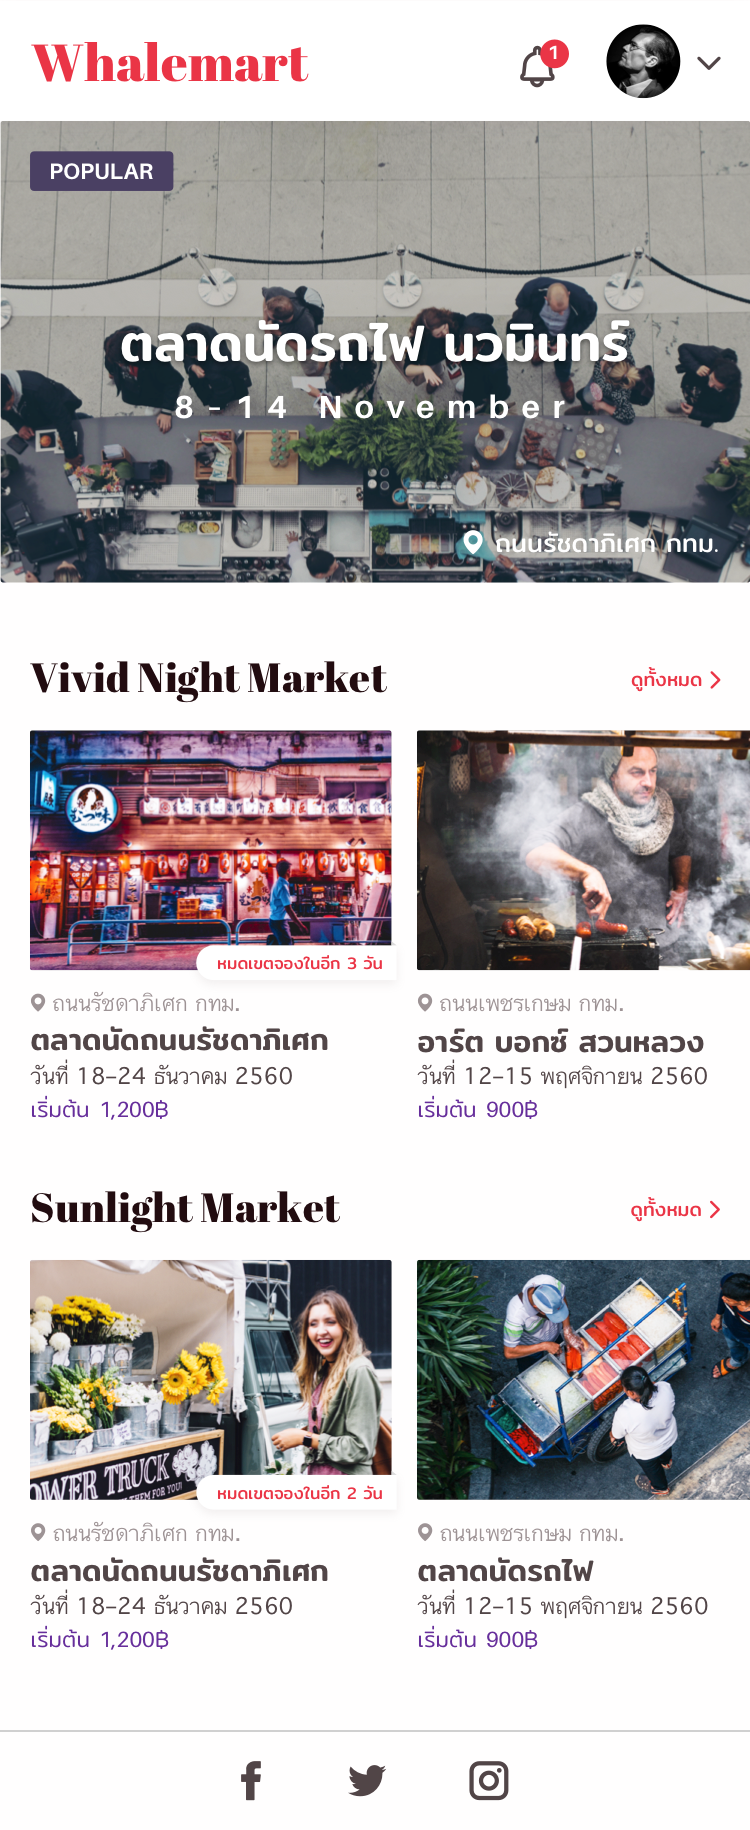 Whalemart
1
POPULAR
ตลาดนัดรถไฟ นวมินทร์
8 - 14 November
ถนนรัชดาภิเศก กทม.
Vivid Night Market
ดูทั้งหมด
หมดเขตจองในอีก 3 วัน
ถนนรัชดาภิเศก กทม.
ตลาดนัดถนนรัชดาภิเศก
วันที่ 18–24 ธันวาคม 2560
เริ่มต้น 1,200฿
ถนนเพชรเกษม กทม.
อาร์ต บอกซ์ สวนหลวง
วันที่ 12–15 พฤศจิกายน 2560
เริ่มต้น 900฿
Sunlight Market
ดูทั้งหมด
OWER TRUCK
THEM FOR YOU!
หมดเขตจองในอีก 2 วัน
ถนนรัชดาภิเศก กทม.
ตลาดนัดถนนรัชดาภิเศก
วันที่ 18–24 ธันวาคม 2560
เริ่มต้น 1,200฿
ถนนเพชรเกษม กทม.
ตลาดนัดรถไฟ
วันที่ 12–15 พฤศจิกายน 2560
เริ่มต้น 900฿